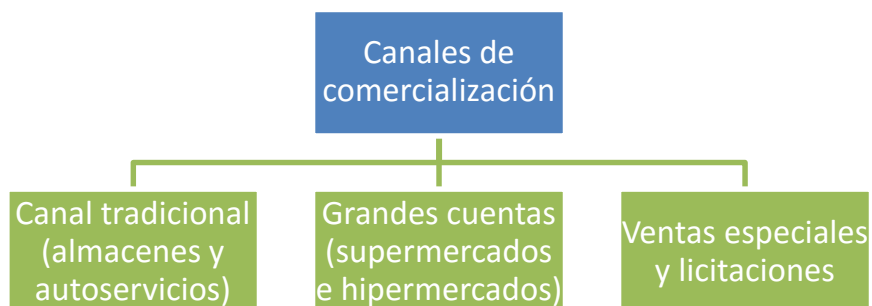 Canales de
comercialización
Canal tradicional
(almacenes y
autoservicios)
Grandes cuentas
(supermercados
e hipermercados)
Ventas especiales
y licitaciones